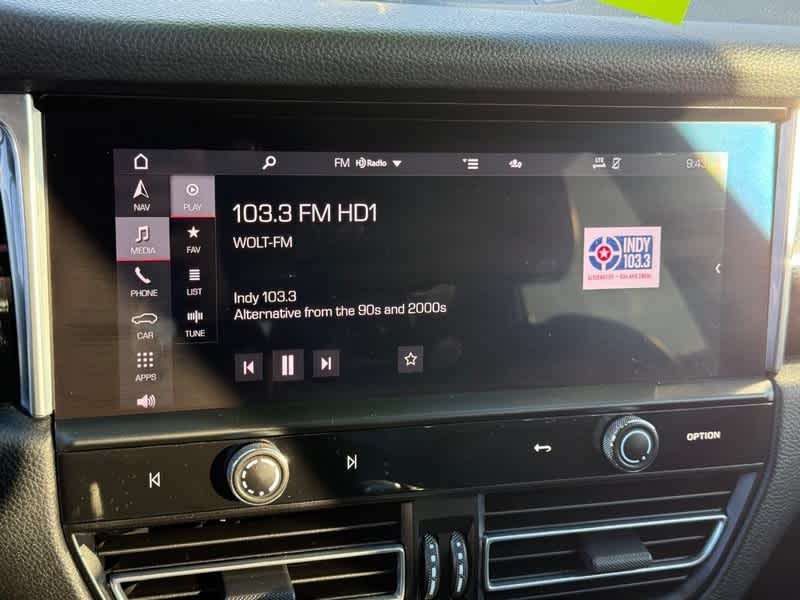 FM HD Radio
LTE
9:43
NAV
PLAY
MEDIA
FAV
PHONE
LIST
CAR
TUNE
APPS
103.3 FM HD1
WOLT-FM
Indy 103.3
Alternative from the 90s and 2000s
INDY
103.3
OPTION